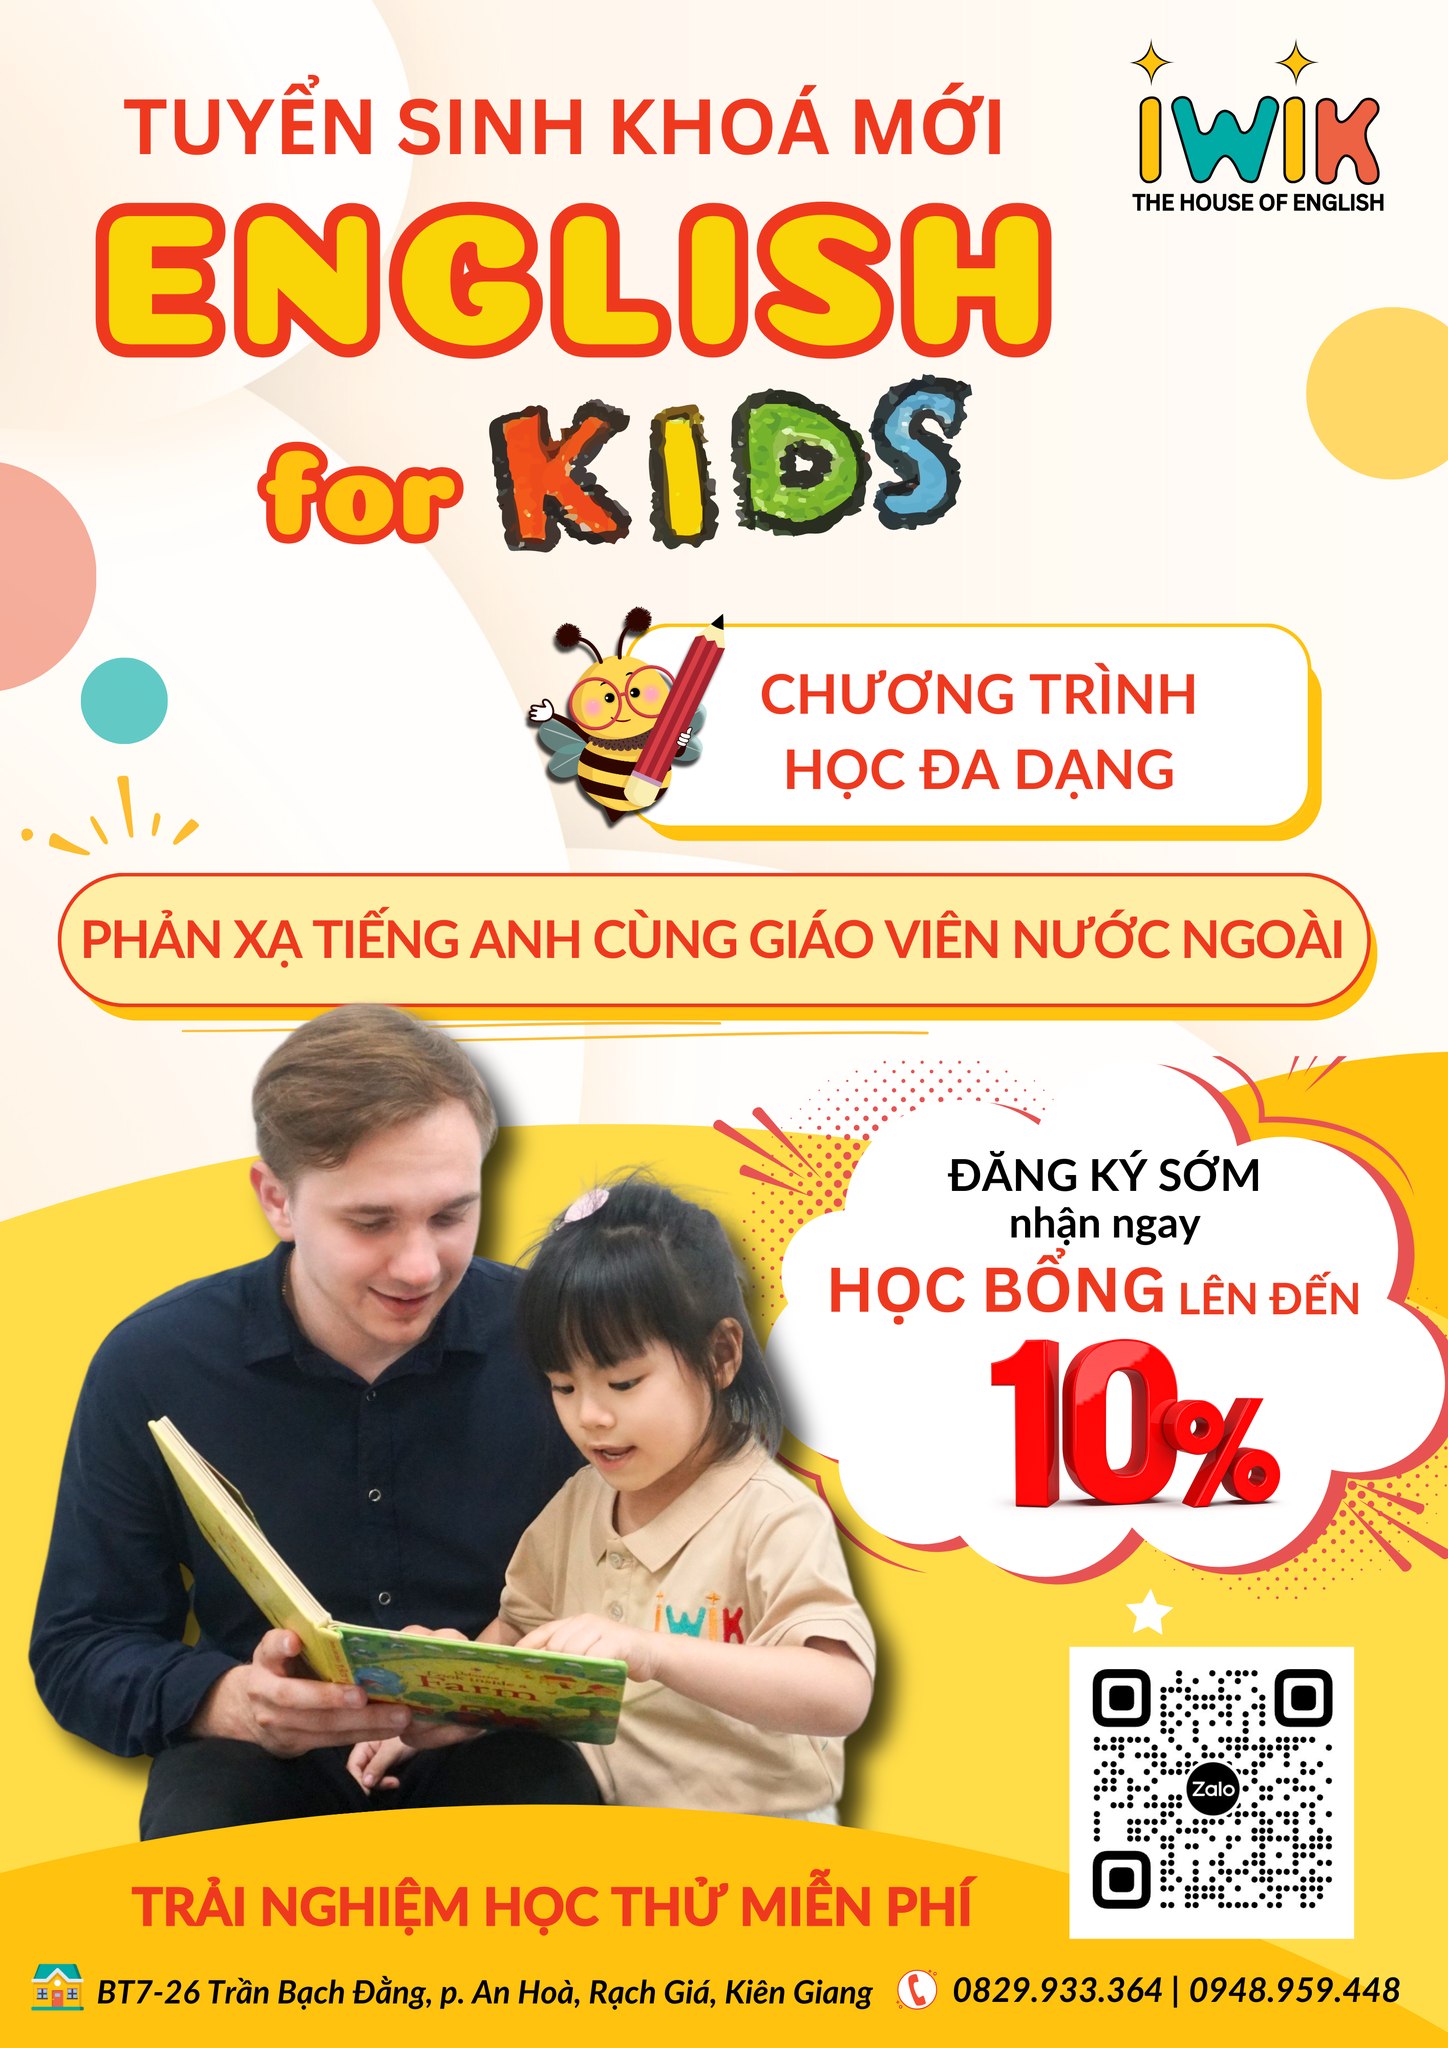 TUYỂN SINH KHOÁ MỚI
iWiK
THE HOUSE OF ENGLISH
ENGLISH
for KIDS
CHƯƠNG TRÌNH
HỌC ĐA DẠNG
PHẢN XẠ TIẾNG ANH CÙNG GIÁO VIÊN NƯỚC NGOÀI
ĐĂNG KÝ SỚM
nhận ngay
HỌC BỔNG LÊN ĐẾN
10%
iWiK
Usborne
Look inside a
Farm
Zalo
TRẢI NGHIỆM HỌC THỬ MIỄN PHÍ
BT7-26 Trần Bạch Đằng, p. An Hoà, Rạch Giá, Kiên Giang
0829.933.364 | 0948.959.448